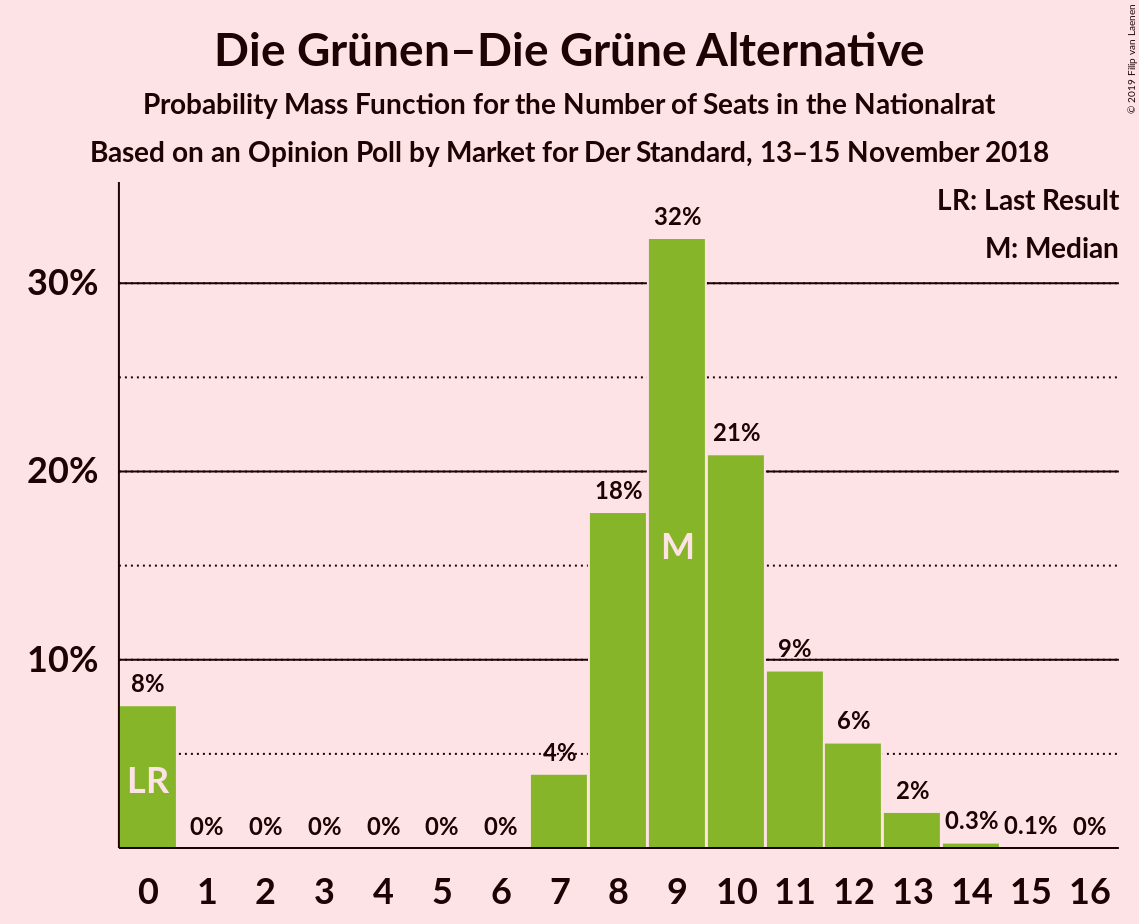 Die Grünen–Die Grüne Alternative
Probability Mass Function for the Number of Seats in the Nationalrat
Based on an Opinion Poll by Market for Der Standard, 13–15 November 2018
© 2019 Filip van Laenen
LR: Last Result
M: Median
30%
20%
10%
8%
0%
0%
0%
0%
0%
0%
4%
18%
32%
21%
9%
6%
2%
0.3%
0.1%
0%
LR
M
0 1 2 3 4 5 6 7 8 9 10 11 12 13 14 15 16